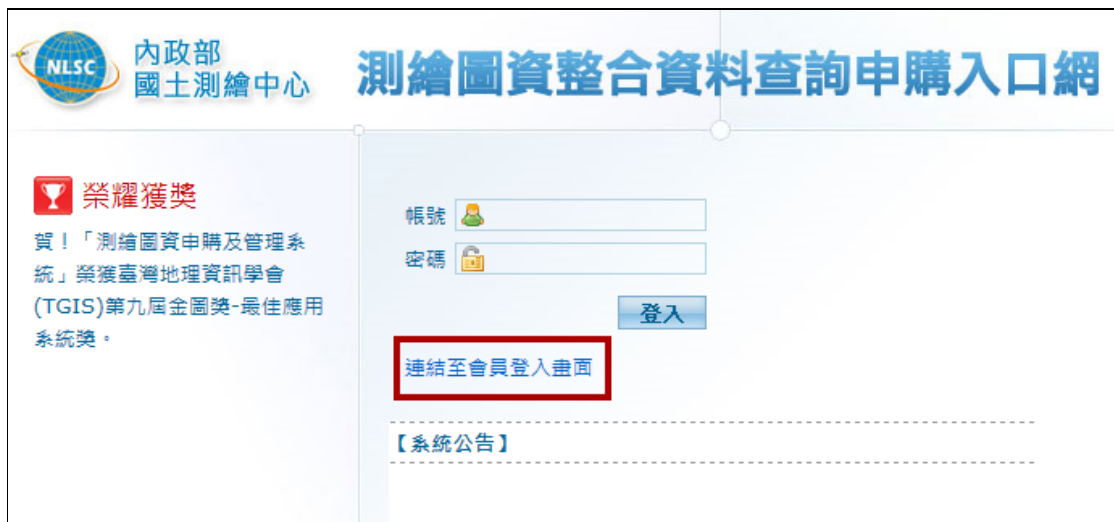 NLSC
內政部
國土測繪中心
測繪圖資整合資料查詢申購入口網
榮耀獲獎
賀！「測繪圖資申購及管理系
統」榮獲臺灣地理資訊學會
(TGIS)第九屆金圖獎-最佳應用
系統獎。
帳號
密碼
登入
連結至會員登入畫面
【系統公告】